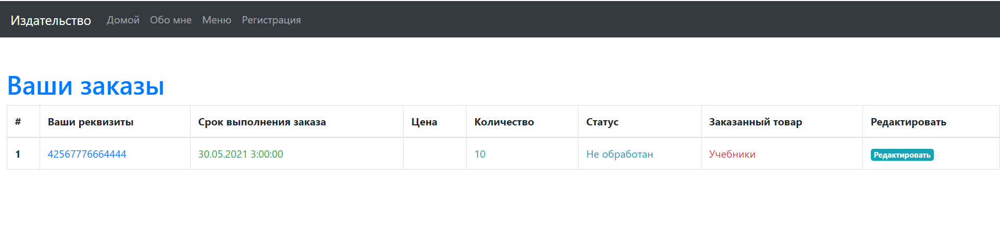 Издательство Домой Обо мне Меню Регистрация
Ваши заказы
# Ваши реквизиты Срок выполнения заказа Цена Количество Статус Заказанный товар Редактировать
1 42567776664444 30.05.2021 3:00:00 10 Не обработан Учебники Редактировать